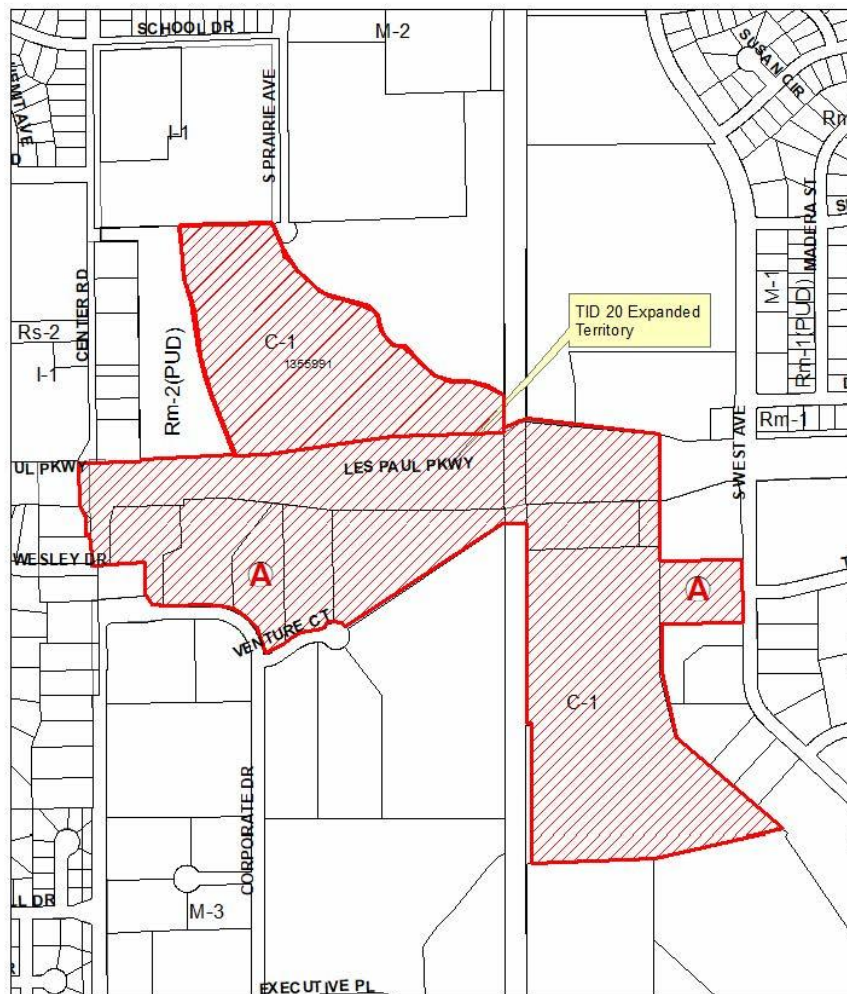 SCHOOL DR
M-2
SUSAN CIR
I-1
S PRAIRIE AVE
Rm
D
MADERA ST
CENTER RD
M-1
TID 20 Expanded
Territory
Rs-2
C-1
1355991
Rm-1(PUD)
I-1
Rm-2(PUD)
Rm-1
UL PKWY
LES PAUL PKWY
S WEST AVE
WESLEY DR
A
A
VENTURE CT
C-1
CORPORATE DR
LL DR
M-3
R
EXECUTIVE PL